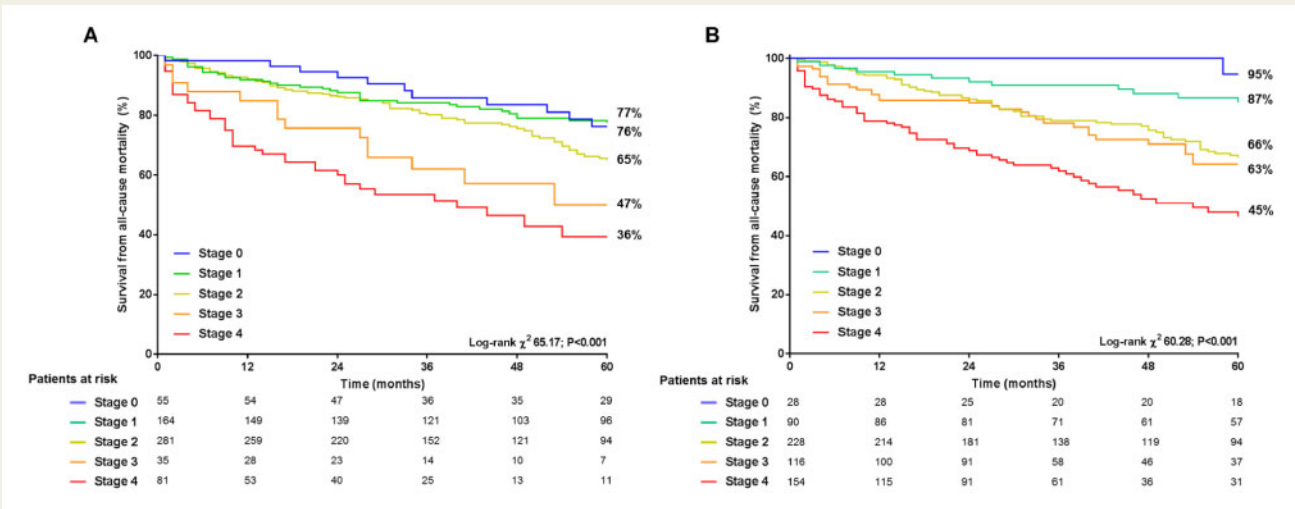 A
Survival from all-cause mortality (%)
100
80
60
40
20
0
77%
76%
65%
47%
36%
Stage 0
Stage 1
Stage 2
Stage 3
Stage 4
Log-rank χ² 65.17; P<0.001
0 12 24 36 48 60
Time (months)
Patients at risk
Stage 0 55 54 47 36 35 29
Stage 1 164 149 139 121 103 96
Stage 2 281 259 220 152 121 94
Stage 3 35 28 23 14 10 7
Stage 4 81 53 40 25 13 11
B
Survival from all-cause mortality (%)
100
80
60
40
20
0
95%
87%
66%
63%
45%
Stage 0
Stage 1
Stage 2
Stage 3
Stage 4
Log-rank χ² 60.28; P<0.001
0 12 24 36 48 60
Time (months)
Patients at risk
Stage 0 28 28 25 20 20 18
Stage 1 90 86 81 71 61 57
Stage 2 228 214 181 138 119 94
Stage 3 116 100 91 58 46 37
Stage 4 154 115 91 61 36 31